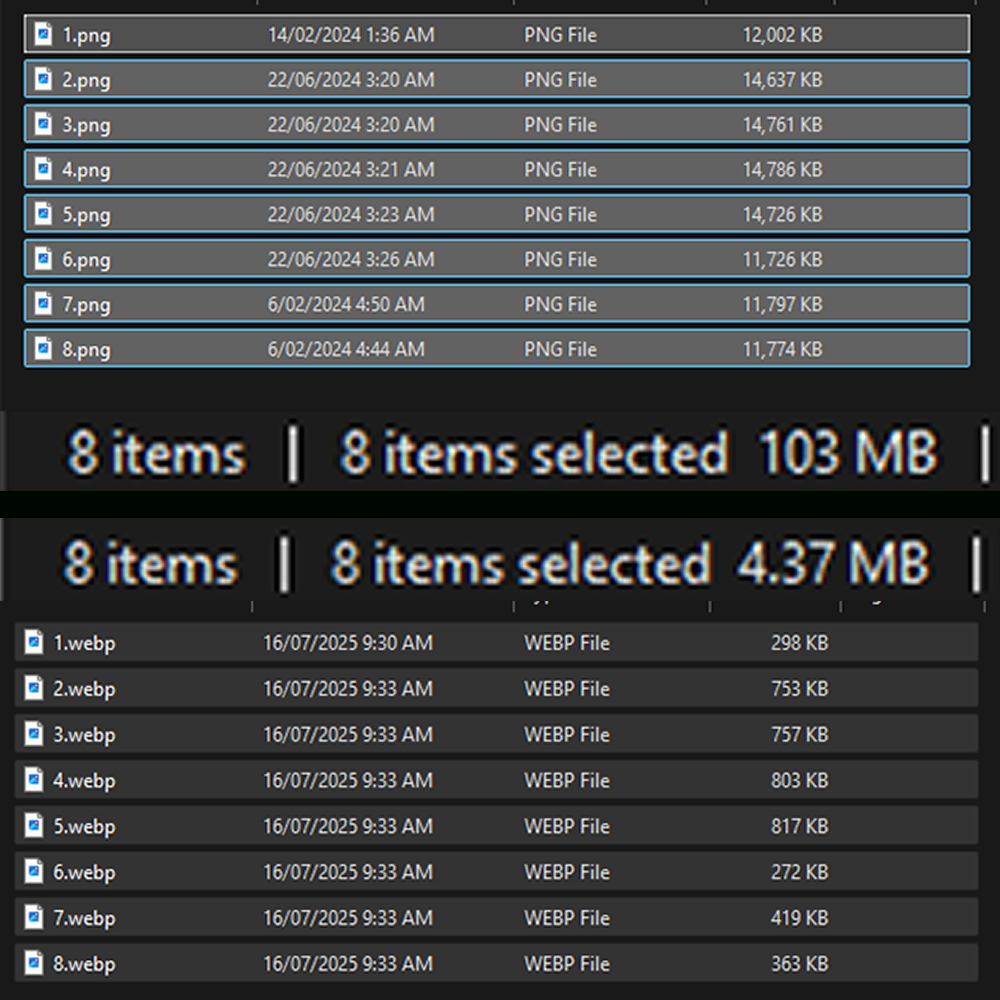 1.png 14/02/2024 1:36 AM PNG File 12,002 KB
2.png 22/06/2024 3:20 AM PNG File 14,637 KB
3.png 22/06/2024 3:20 AM PNG File 14,761 KB
4.png 22/06/2024 3:21 AM PNG File 14,786 KB
5.png 22/06/2024 3:23 AM PNG File 14,726 KB
6.png 22/06/2024 3:26 AM PNG File 11,726 KB
7.png 6/02/2024 4:50 AM PNG File 11,797 KB
8.png 6/02/2024 4:44 AM PNG File 11,774 KB
8 items | 8 items selected 103 MB |
8 items | 8 items selected 4.37 MB |
1.webp 16/07/2025 9:30 AM WEBP File 298 KB
2.webp 16/07/2025 9:33 AM WEBP File 753 KB
3.webp 16/07/2025 9:33 AM WEBP File 757 KB
4.webp 16/07/2025 9:33 AM WEBP File 803 KB
5.webp 16/07/2025 9:33 AM WEBP File 817 KB
6.webp 16/07/2025 9:33 AM WEBP File 272 KB
7.webp 16/07/2025 9:33 AM WEBP File 419 KB
8.webp 16/07/2025 9:33 AM WEBP File 363 KB